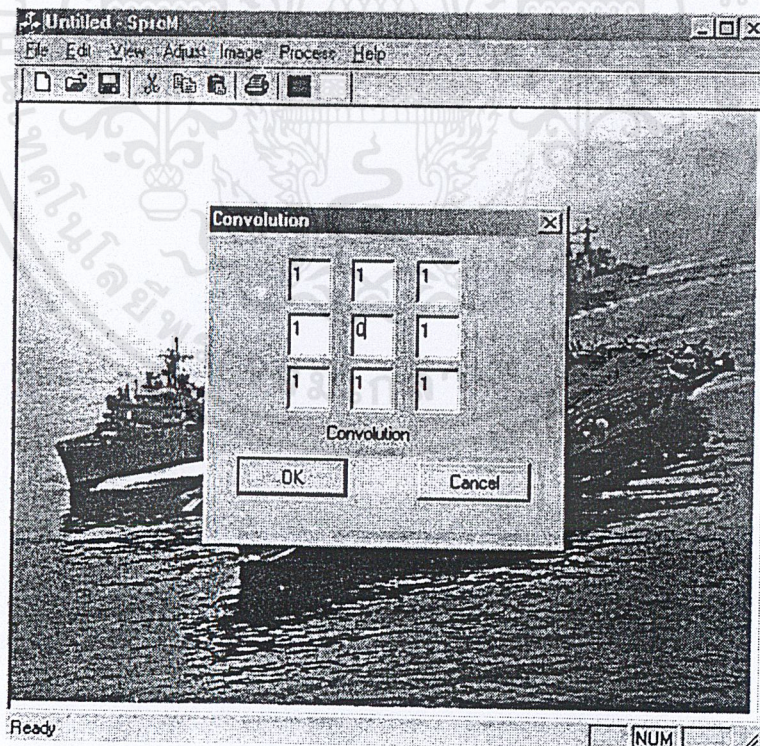 Untitled - SproM
File Edit View Adjust Image Process Help
Convolution
1 1 1
1 0 1
1 1 1
Convolution
OK Cancel
Ready
NUM